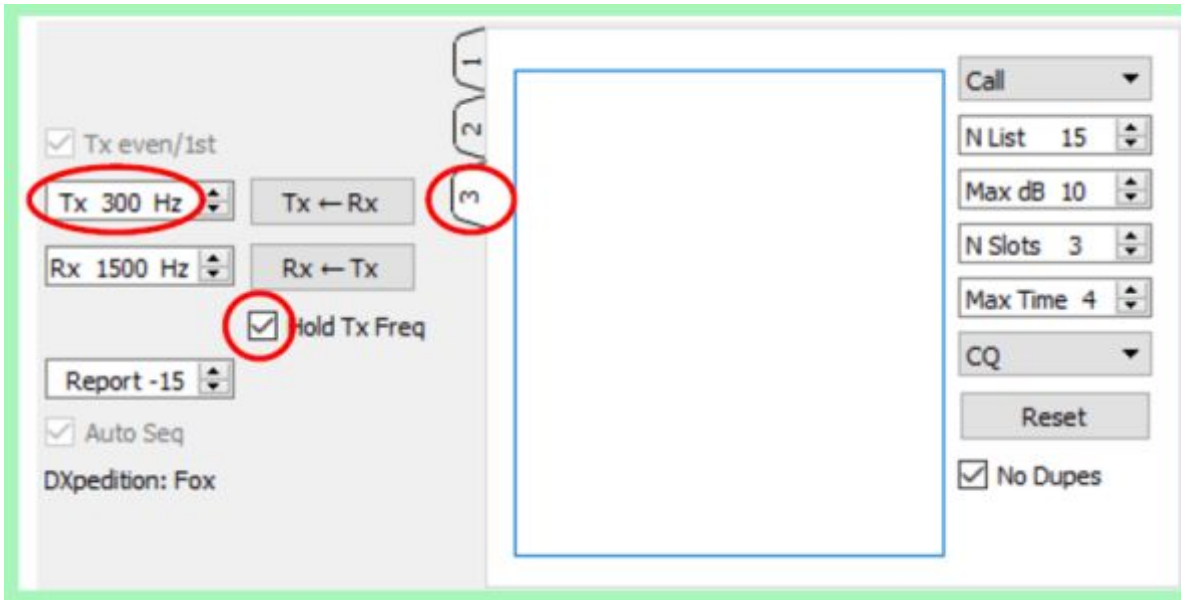 Tx even/1st
Tx 300 Hz
Tx ← Rx
Rx 1500 Hz
Rx ← Tx
Hold Tx Freq
Report -15
Auto Seq
DXpedition: Fox
1
2
3
Call
N List 15
Max dB 10
N Slots 3
Max Time 4
CQ
Reset
No Dupes